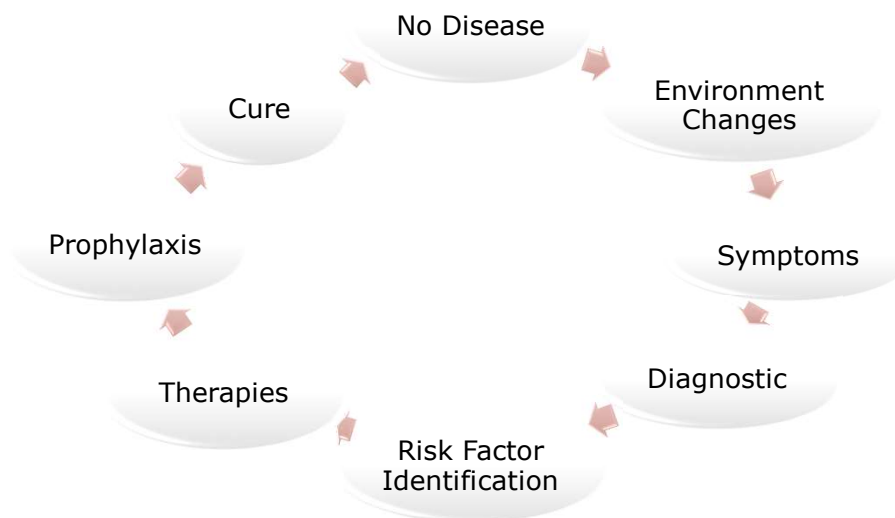 No Disease
Environment
Changes
Symptoms
Diagnostic
Risk Factor
Identification
Therapies
Prophylaxis
Cure